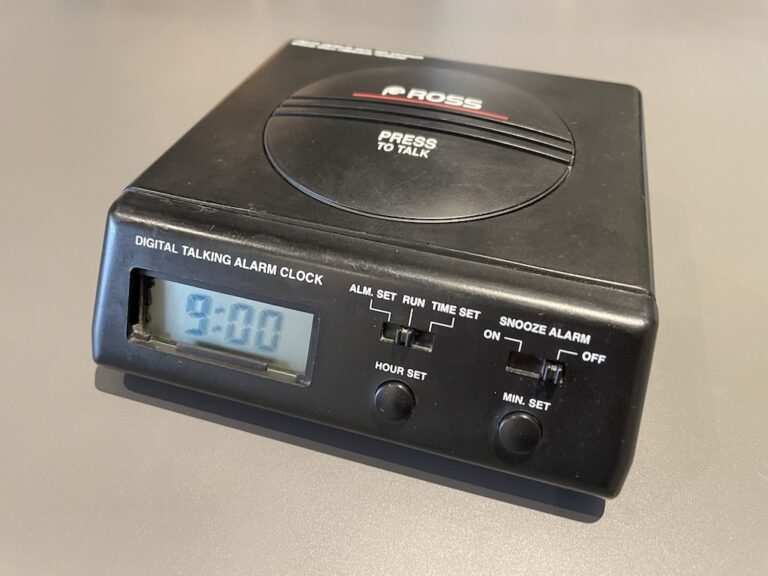 ROSS
PRESS
TO TALK
DIGITAL TALKING ALARM CLOCK
9:00
ALM. SET RUN TIME SET
HOUR SET
SNOOZE ALARM
ON OFF
MIN. SET